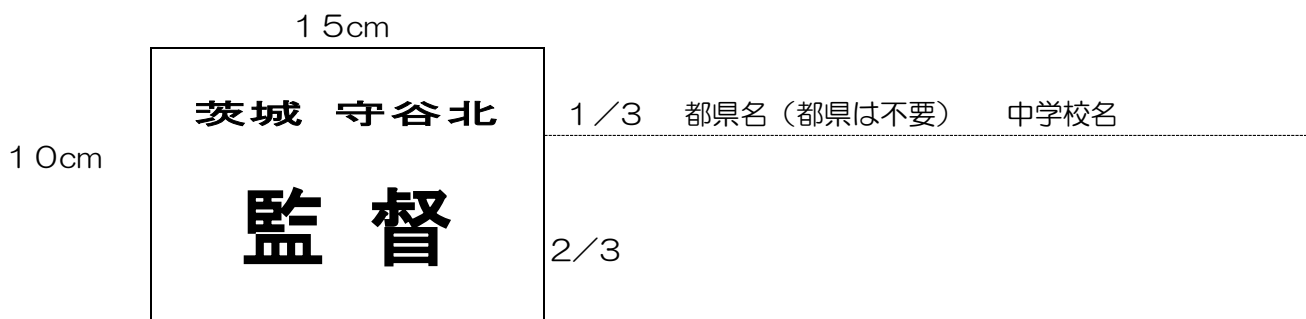 １５cm
茨城 守谷北
１／３　都県名（都県は不要）　中学校名
１０cm
監 督
２／３